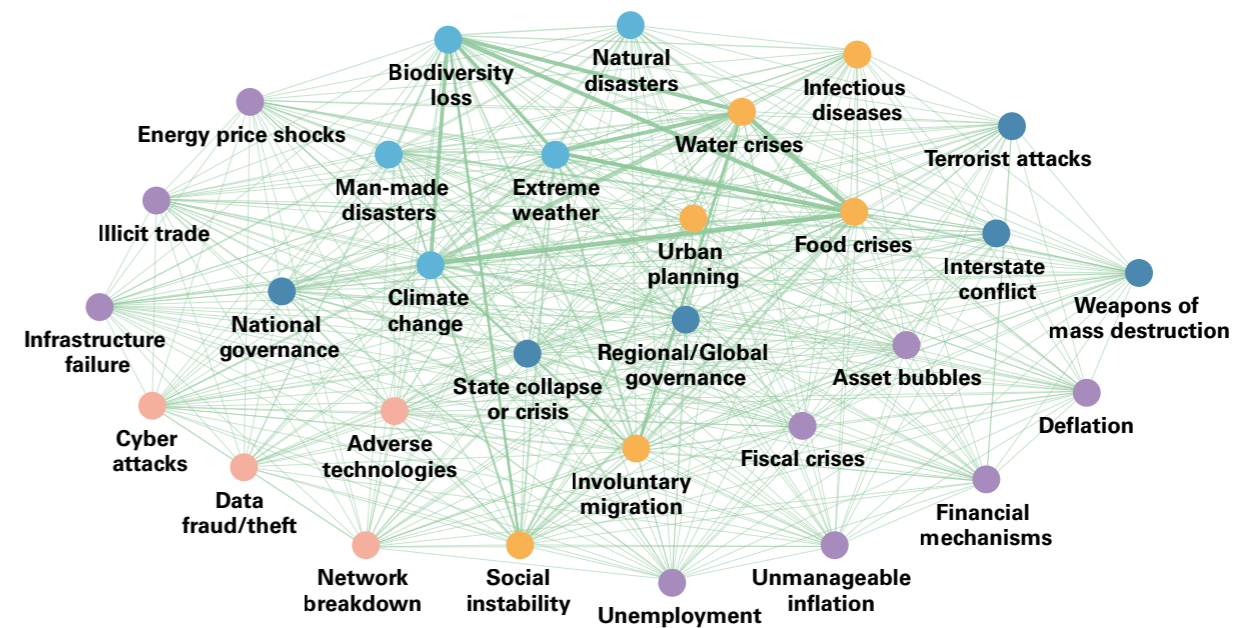 Natural
disasters
Biodiversity
loss
Infectious
diseases
Energy price shocks
Water crises
Terrorist attacks
Man-made
disasters
Extreme
weather
Illicit trade
Urban
planning
Food crises
Interstate
conflict
Climate
change
Weapons of
mass destruction
National
governance
Infrastructure
failure
Regional/Global
governance
State collapse
or crisis
Asset bubbles
Deflation
Cyber
attacks
Adverse
technologies
Fiscal crises
Involuntary
migration
Data
fraud/theft
Financial
mechanisms
Network
breakdown
Social
instability
Unemployment
Unmanageable
inflation